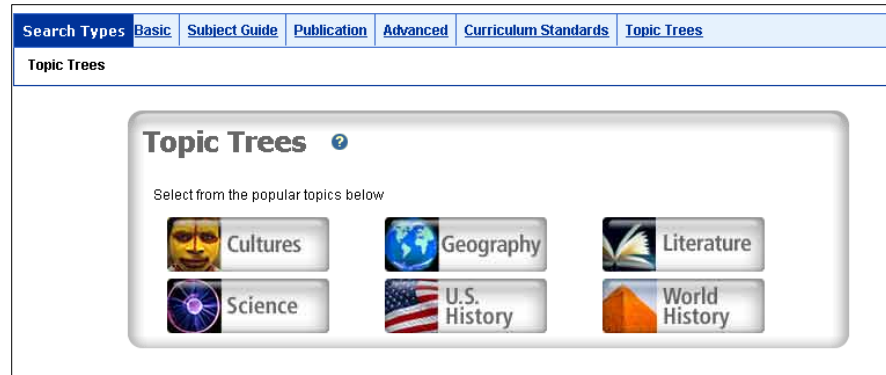 Search Types Basic Subject Guide Publication Advanced Curriculum Standards Topic Trees
Topic Trees
Topic Trees ?
Select from the popular topics below
Cultures Geography Literature
Science U.S. History World History